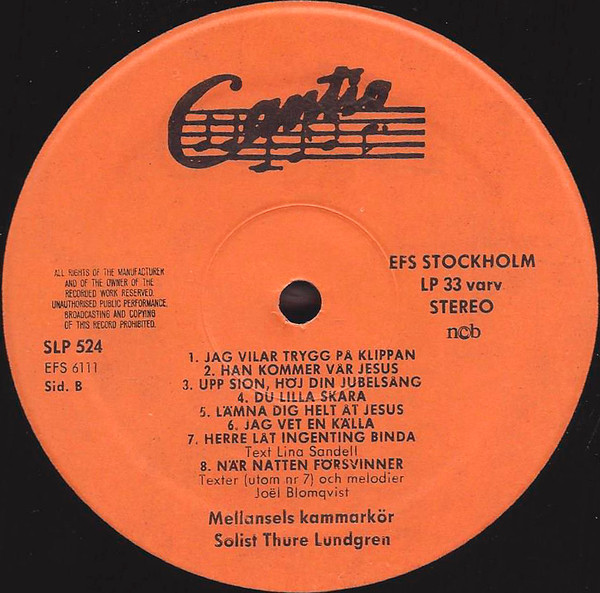 Cantio
ALL RIGHTS OF THE MANUFACTURER
AND OF THE OWNER OF THE
RECORDED WORK RESERVED.
UNAUTHORISED PUBLIC PERFORMANCE,
BROADCASTING AND COPYING
OF THIS RECORD PROHIBITED.
SLP 524
EFS 6111
Sid. B
EFS STOCKHOLM
LP 33 varv
STEREO
ncb
1. JAG VILAR TRYGG PÅ KLIPPAN
2. HAN KOMMER VÅR JESUS
3. UPP SION, HÖJ DIN JUBELSÅNG
4. DU LILLA SKARA
5. LÄMNA DIG HELT ÅT JESUS
6. JAG VET EN KÄLLA
7. HERRE LÅT INGENTING BINDA
Text Lina Sandell
8. NÄR NATTEN FÖRSVINNER
Texter (utom nr 7) och melodier
Joël Blomqvist
Mellansels kammarkör
Solist Thure Lundgren